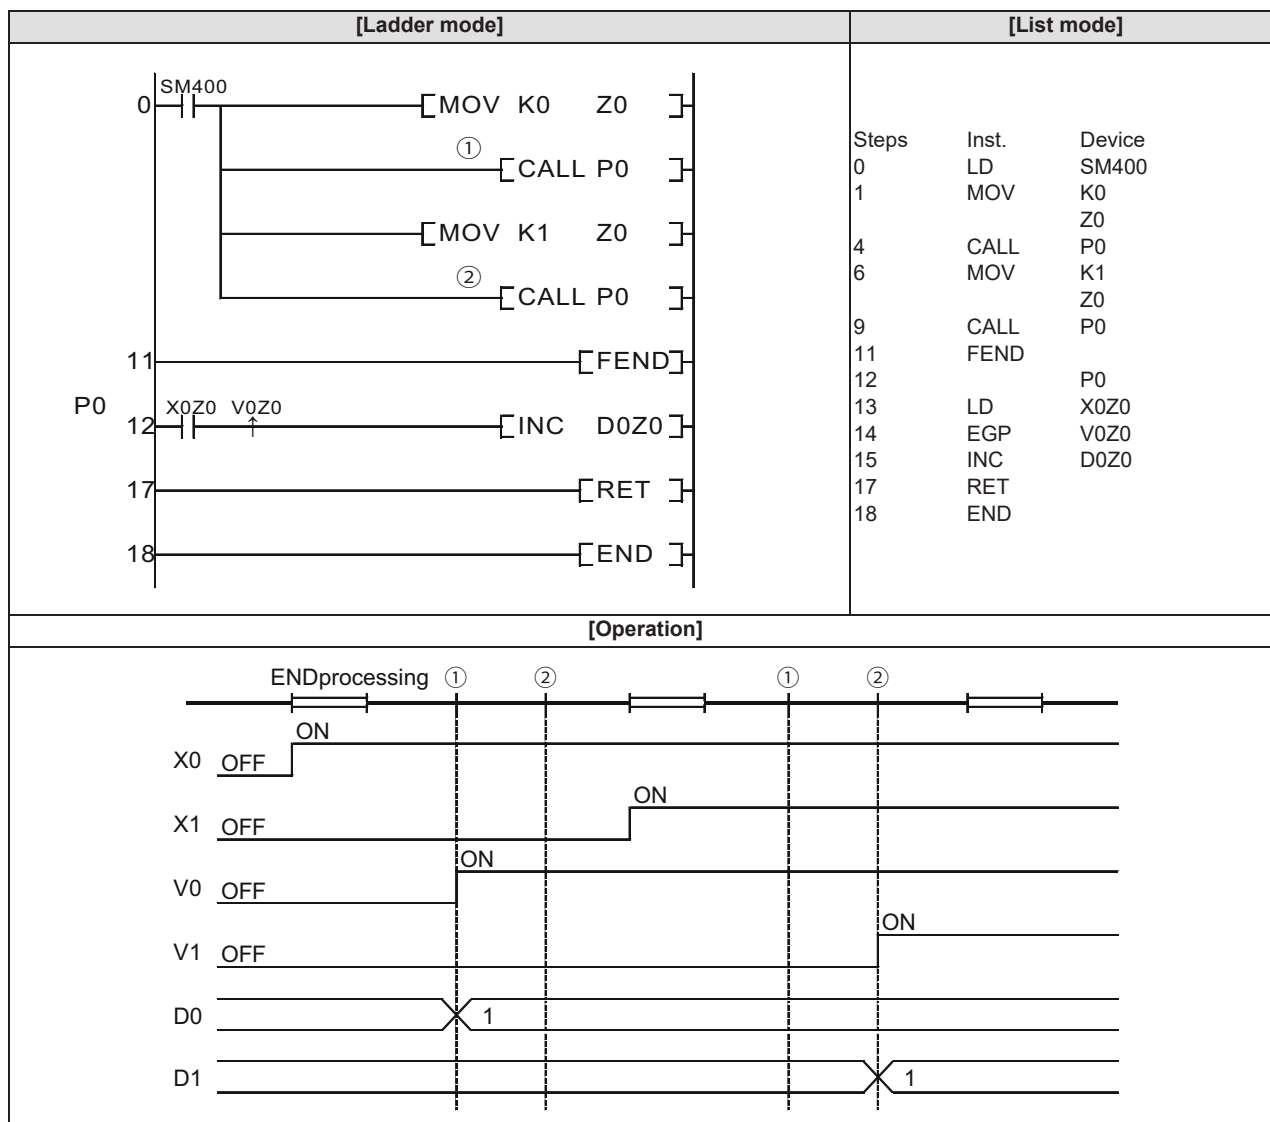 [Ladder mode] [List mode]
SM400
0 MOV K0 Z0
①
CALL P0
MOV K1 Z0
②
CALL P0
11 FEND
P0
X0Z0 V0Z0
12 ↑ INC D0Z0
17 RET
18 END
Steps Inst. Device
0 LD SM400
1 MOV K0
Z0
4 CALL P0
6 MOV K1
Z0
9 CALL P0
11 FEND
12 P0
13 LD X0Z0
14 EGP V0Z0
15 INC D0Z0
17 RET
18 END
[Operation]
ENDprocessing ① ② ① ②
ON
X0 OFF
ON
X1 OFF
ON
V0 OFF
ON
V1 OFF
D0 1
D1 1